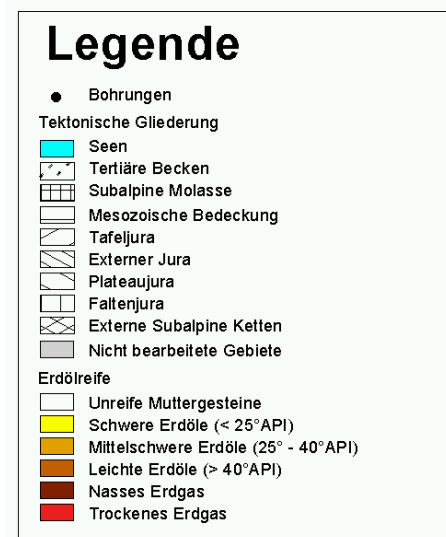 Legende
Bohrungen
Tektonische Gliederung
Seen
Tertiäre Becken
Subalpine Molasse
Mesozoische Bedeckung
Tafeljura
Externer Jura
Plateaujura
Faltenjura
Externe Subalpine Ketten
Nicht bearbeitete Gebiete
Erdölreife
Unreife Muttergesteine
Schwere Erdöle (< 25°API)
Mittelschwere Erdöle (25° - 40°API)
Leichte Erdöle (> 40°API)
Nasses Erdgas
Trockenes Erdgas